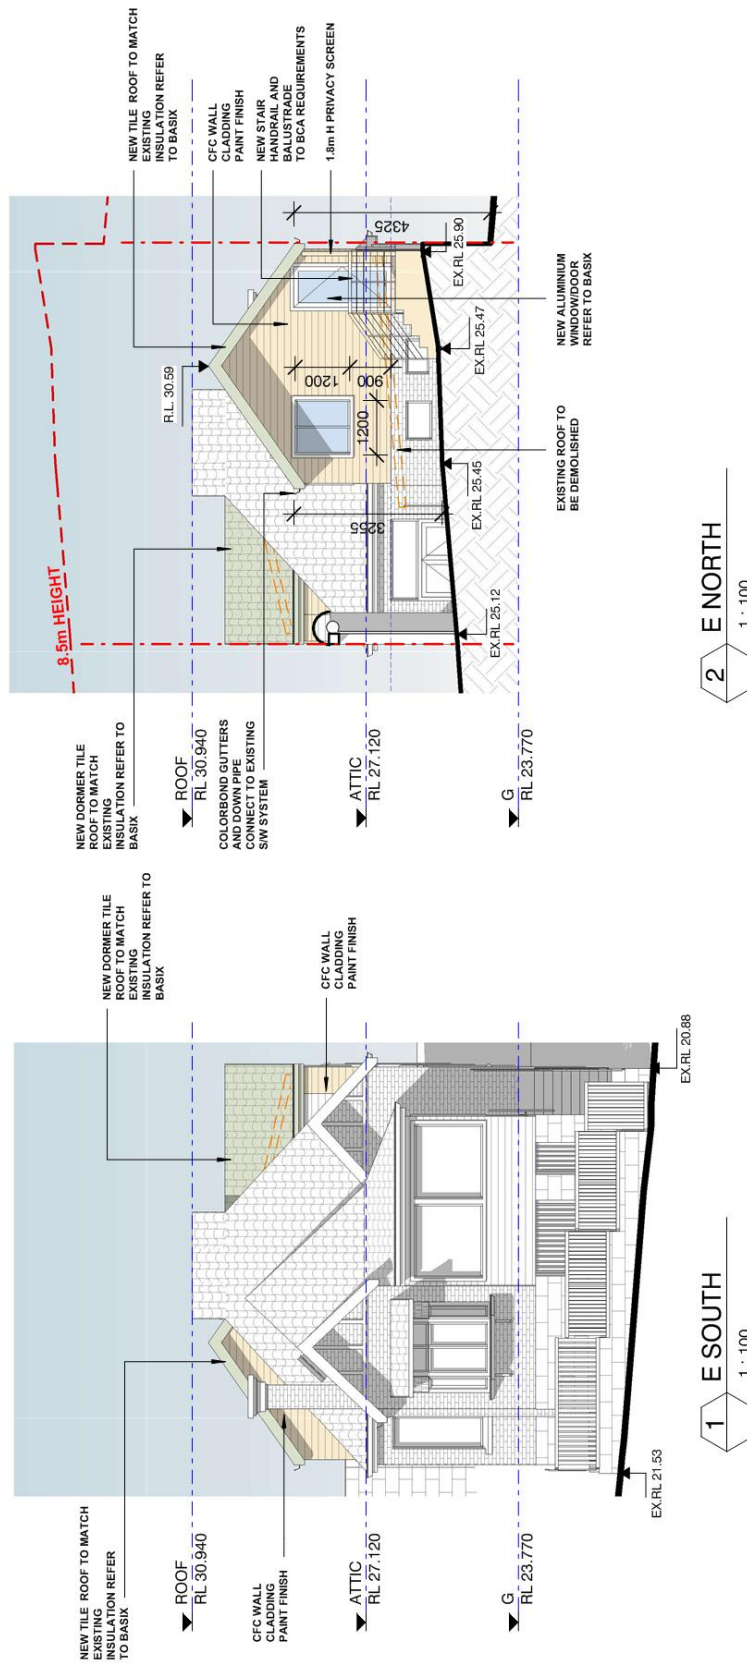 NEW TILE  ROOF TO MATCH
EXISTING
INSULATION REFER
TO BASIX
CFC WALL
CLADDING
PAINT FINISH
NEW DORMER TILE
ROOF TO MATCH
EXISTING
INSULATION REFER TO
BASIX
CFC WALL
CLADDING
PAINT FINISH
ROOF
RL 30.940
ATTIC
RL 27.120
G
RL 23.770
EX.RL 21.53
EX.RL 20.88
1
E SOUTH
1 : 100
NEW DORMER TILE
ROOF TO MATCH
EXISTING
INSULATION REFER TO
BASIX
COLORBOND GUTTERS
AND DOWN PIPE
CONNECT TO EXISTING
S/W SYSTEM
ROOF
RL 30.940
ATTIC
RL 27.120
G
RL 23.770
8.5m HEIGHT
R.L. 30.59
NEW TILE  ROOF TO MATCH
EXISTING
INSULATION REFER
TO BASIX
CFC WALL
CLADDING
PAINT FINISH
NEW STAIR
HANDRAIL AND
BALUSTRADE
TO BCA REQUIREMENTS
1.8m H PRIVACY SCREEN
1200
900
1200
3255
4325
EX.RL 25.12
EX.RL 25.45
EX.RL 25.47
EX.RL 25.90
EXISTING ROOF TO
BE DEMOLISHED
NEW ALUMINIUM
WINDOW/DOOR
REFER TO BASIX
2
E NORTH
1 : 100